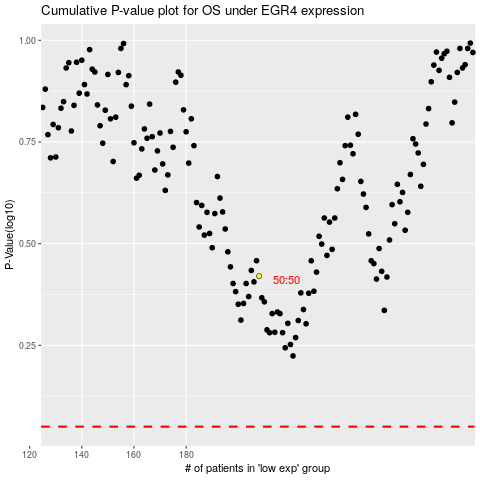 Cumulative P-value plot for OS under EGR4 expression
P-Value(log10)
1.00
0.75
0.50
0.25
50:50
120 140 160 180
# of patients in 'low exp' group